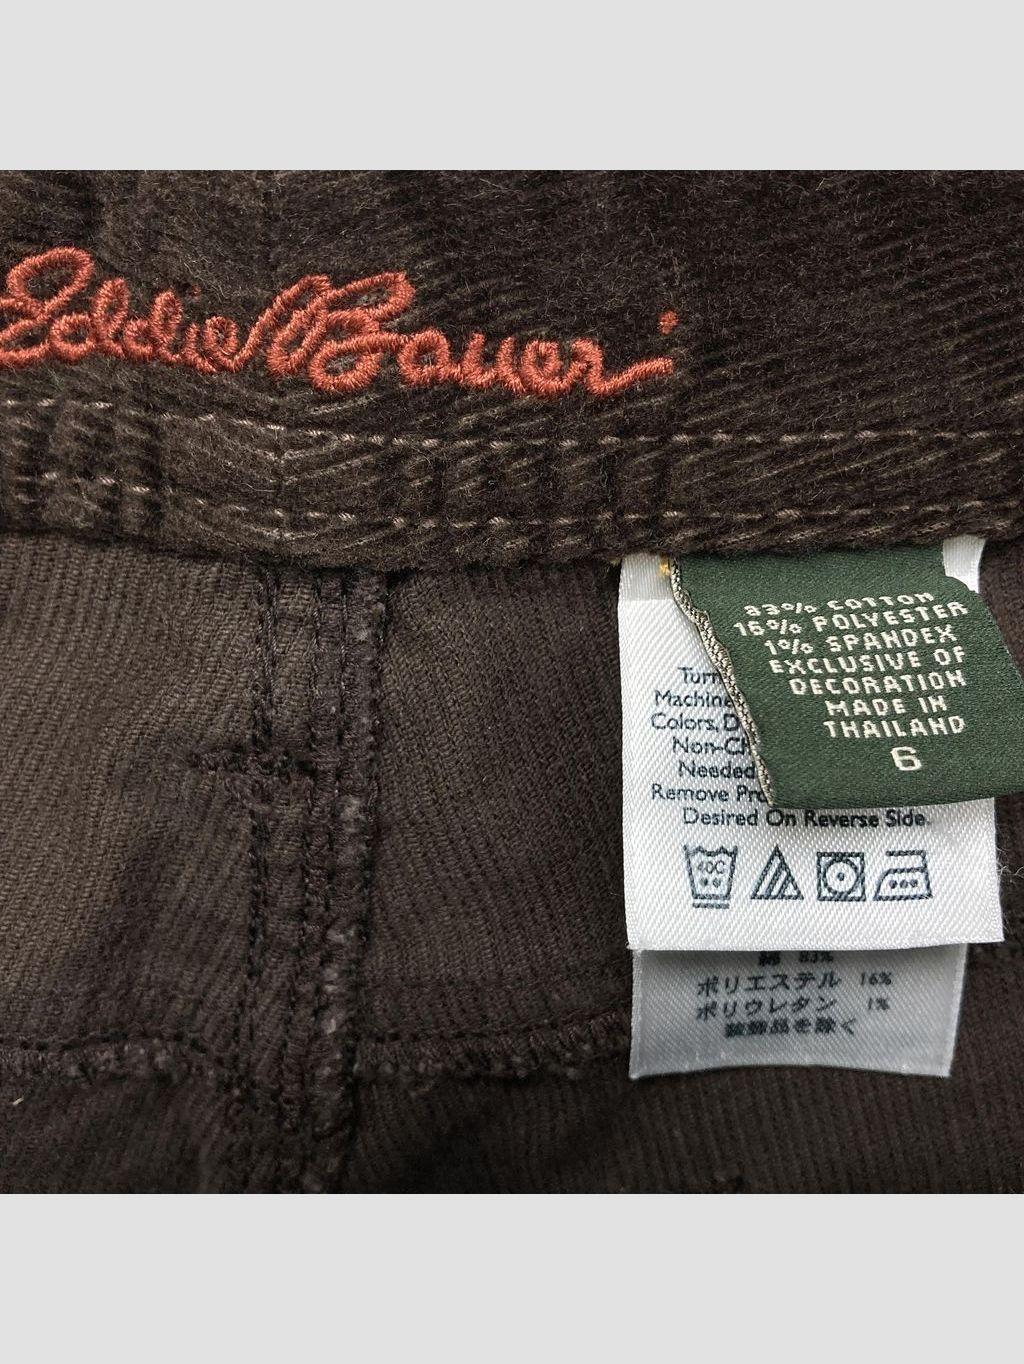 Eddie Bauer
83% COTTON
16% POLYESTER
1% SPANDEX
EXCLUSIVE OF
DECORATION
MADE IN
THAILAND
6
Turn
Machine
Colors,
Non-Ch
Needed
Remove
Desired On Reverse Side.
40C
綿 83%
ポリエステル 16%
ポリウレタン 1%
装飾品を除く